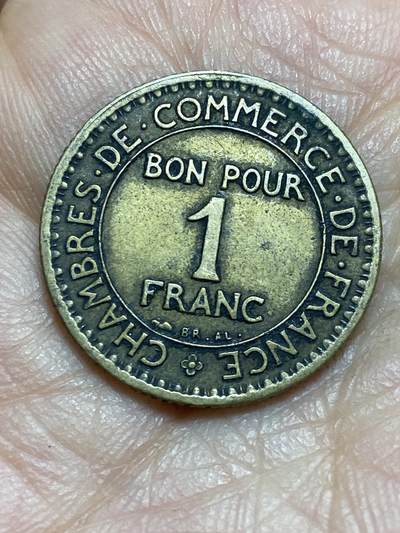 CHAMBRES·DE·COMMERCE·DE·FRANCE
BON POUR
1
FRANC
BR. AL.